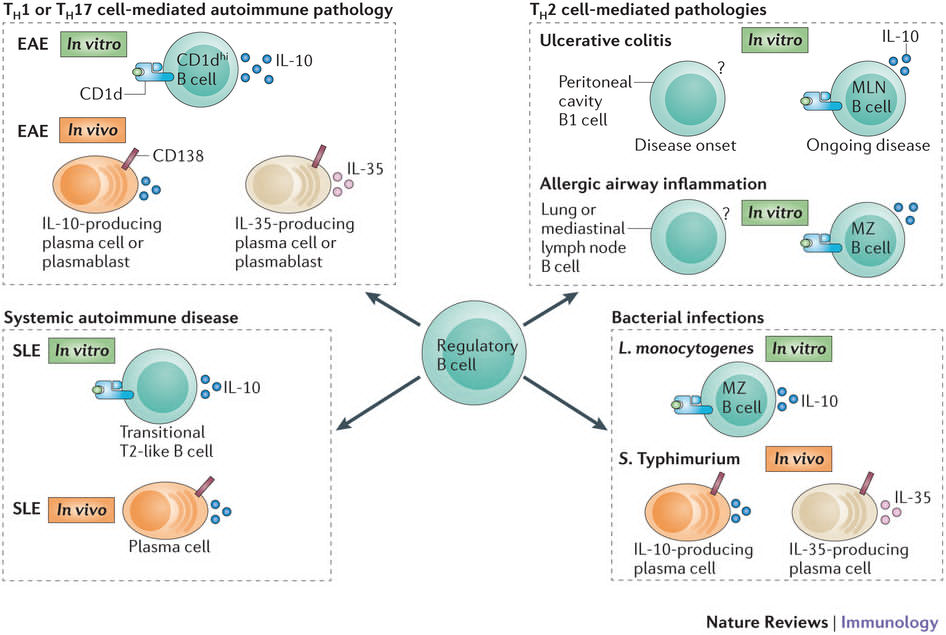 TH1 or TH17 cell-mediated autoimmune pathology
EAE In vitro
CD1dhi
B cell
IL-10
CD1d
EAE In vivo
CD138
IL-35
IL-10-producing
plasma cell or
plasmablast
IL-35-producing
plasma cell or
plasmablast
TH2 cell-mediated pathologies
Ulcerative colitis
In vitro
IL-10
Peritoneal
cavity
B1 cell
?
MLN
B cell
Disease onset
Ongoing disease
Allergic airway inflammation
In vitro
Lung or
mediastinal
lymph node
B cell
?
MZ
B cell
Regulatory
B cell
Systemic autoimmune disease
SLE In vitro
IL-10
Transitional
T2-like B cell
SLE In vivo
Plasma cell
Bacterial infections
L. monocytogenes In vitro
MZ
B cell
IL-10
S. Typhimurium In vivo
IL-35
IL-10-producing
plasma cell
IL-35-producing
plasma cell
Nature Reviews | Immunology